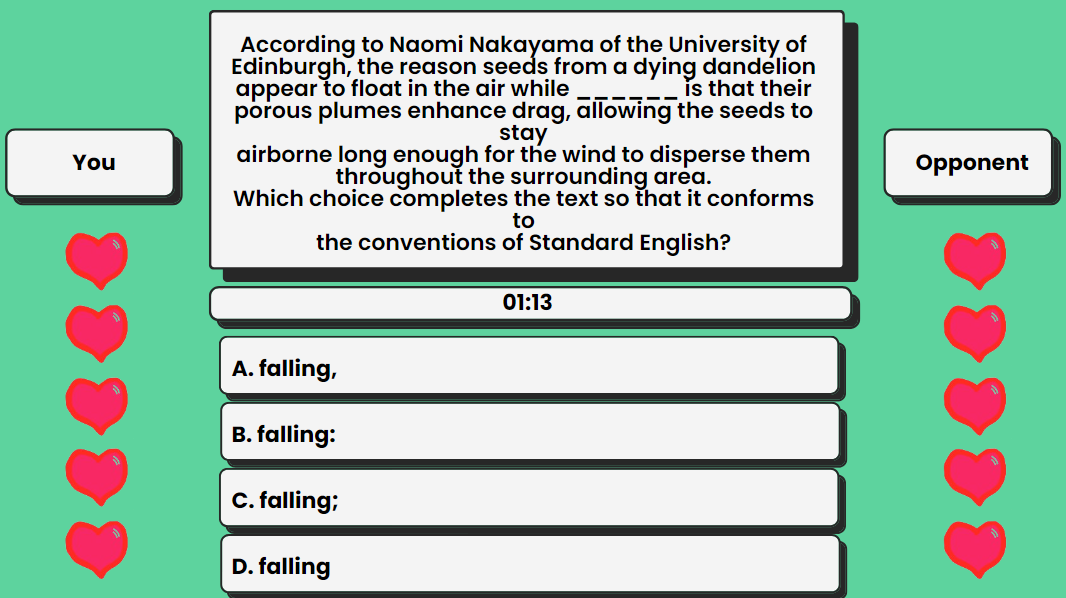 According to Naomi Nakayama of the University of
Edinburgh, the reason seeds from a dying dandelion
appear to float in the air while ______ is that their
porous plumes enhance drag, allowing the seeds to
stay
airborne long enough for the wind to disperse them
throughout the surrounding area.
Which choice completes the text so that it conforms
to
the conventions of Standard English?
You
Opponent
01:13
A. falling,
B. falling:
C. falling;
D. falling